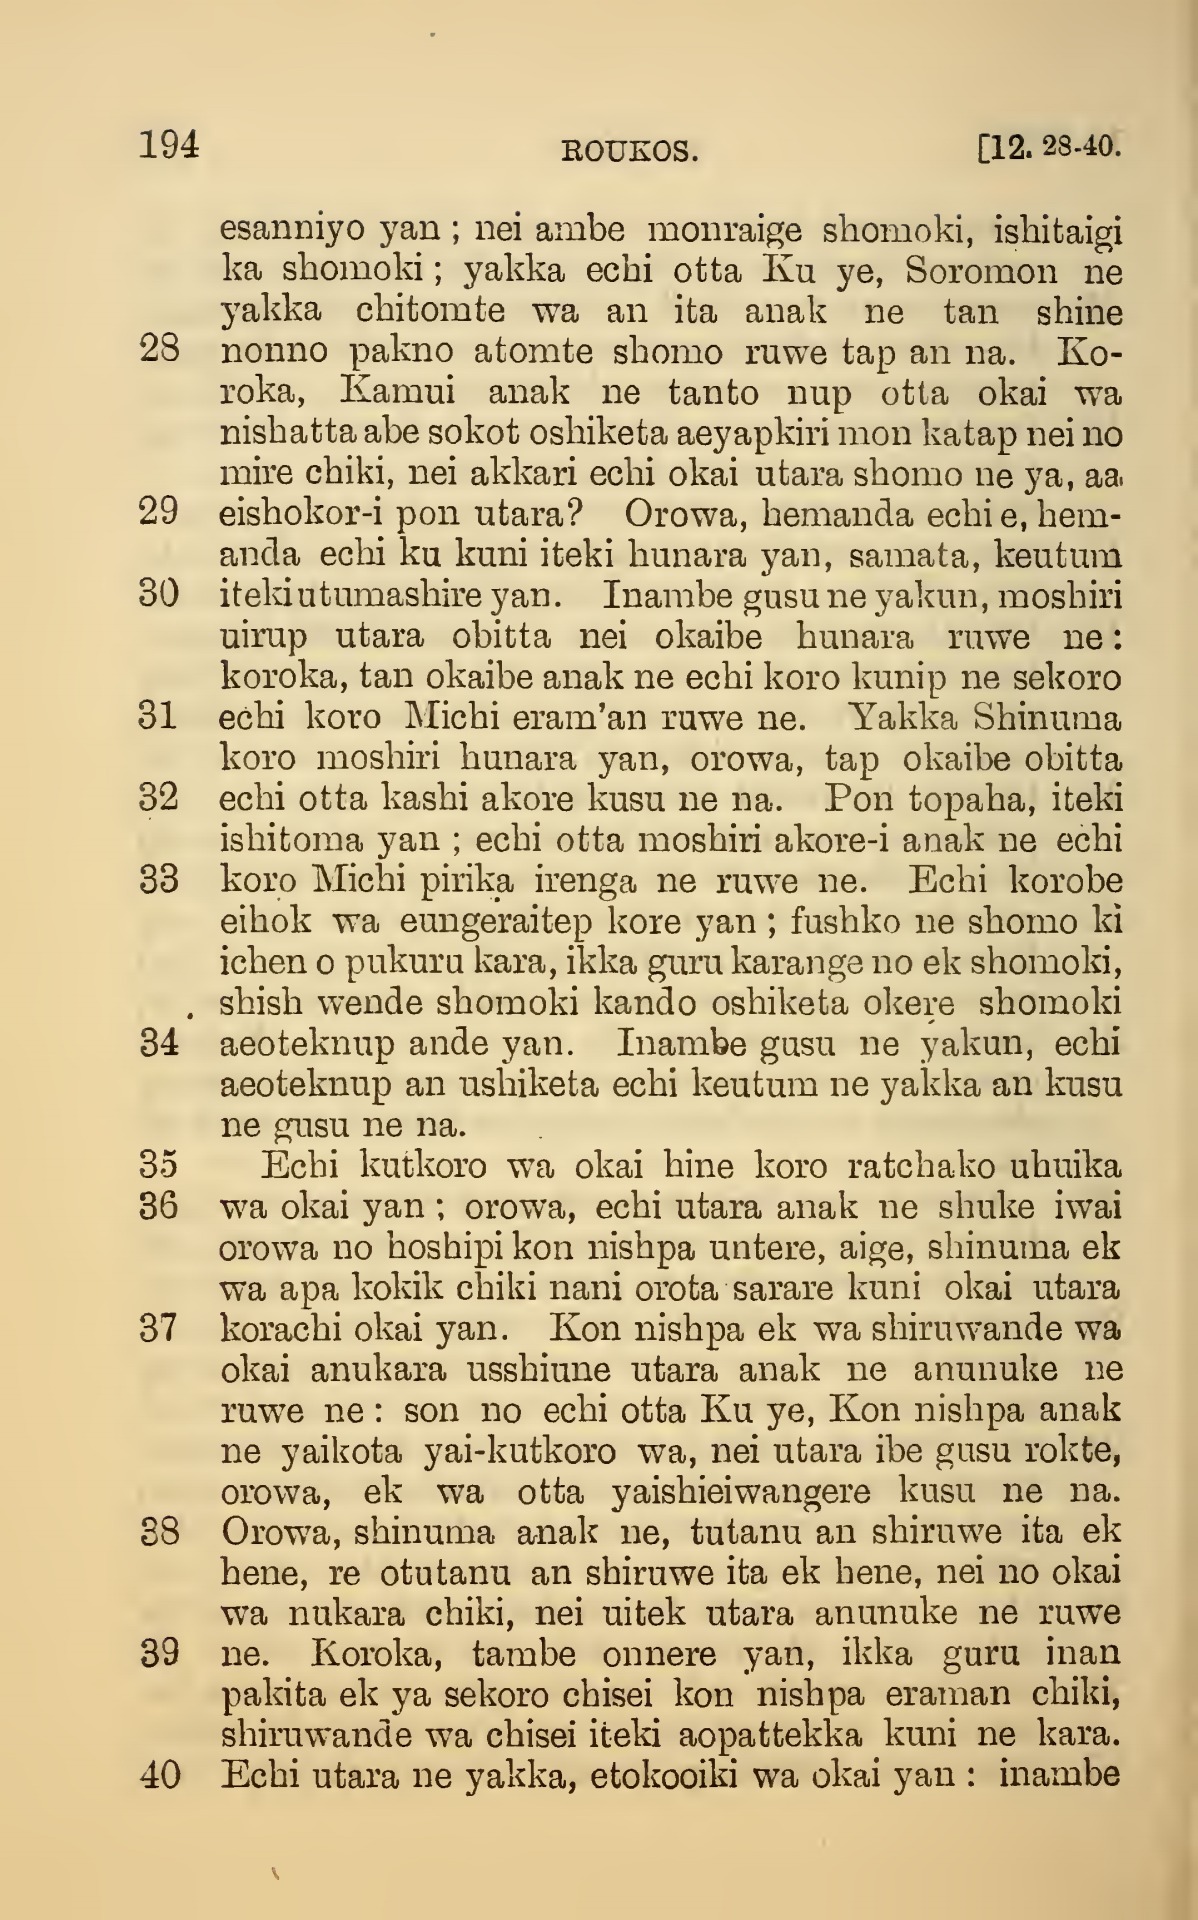 194 ROUKOS. [12. 28-40.
esanniyo yan ; nei ambe monraige shomoki, ishitaigi
ka shomoki ; yakka echi otta Ku ye, Soromon ne
yakka chitomte wa an ita anak ne tan shine
28 nonno pakno atomte shomo ruwe tap an na. Ko-
roka, Kamui anak ne tanto nup otta okai wa
nishatta abe sokot oshiketa aeyapkiri mon katap nei no
mire chiki, nei akkari echi okai utara shomo ne ya, aa
29 eishokor-i pon utara? Orowa, hemanda echi e, hem-
anda echi ku kuni iteki hunara yan, samata, keutum
30 iteki utumashire yan. Inambe gusu ne yakun, moshiri
uirup utara obitta nei okaibe hunara ruwe ne :
koroka, tan okaibe anak ne echi koro kunip ne sekoro
31 echi koro Michi eram'an ruwe ne. Yakka Shinuma
koro moshiri hunara yan, orowa, tap okaibe obitta
32 echi otta kashi akore kusu ne na. Pon topaha, iteki
ishitoma yan ; echi otta moshiri akore-i anak ne echi
33 koro Michi pirika irenga ne ruwe ne. Echi korobe
eihok wa eungeraitep kore yan ; fushko ne shomo ki
ichen o pukuru kara, ikka guru karange no ek shomoki,
shish wende shomoki kando oshiketa okere shomoki
34 aeoteknup ande yan. Inambe gusu ne yakun, echi
aeoteknup an ushiketa echi keutum ne yakka an kusu
ne gusu ne na.
35 Echi kutkoro wa okai hine koro ratchako uhuika
36 wa okai yan ; orowa, echi utara anak ne shuke iwai
orowa no hoshipi kon nishpa untere, aige, shinuma ek
wa apa kokik chiki nani orota sarare kuni okai utara
37 korachi okai yan. Kon nishpa ek wa shiruwande wa
okai anukara usshiune utara anak ne anunuke ne
ruwe ne : son no echi otta Ku ye, Kon nishpa anak
ne yaikota yai-kutkoro wa, nei utara ibe gusu rokte,
orowa, ek wa otta yaishieiwangere kusu ne na.
38 Orowa, shinuma anak ne, tutanu an shiruwe ita ek
hene, re otutanu an shiruwe ita ek hene, nei no okai
wa nukara chiki, nei uitek utara anunuke ne ruwe
39 ne. Koroka, tambe onnere yan, ikka guru inan
pakita ek ya sekoro chisei kon nishpa eraman chiki,
shiruwande wa chisei iteki aopattekka kuni ne kara.
40 Echi utara ne yakka, etokooiki wa okai yan : inambe